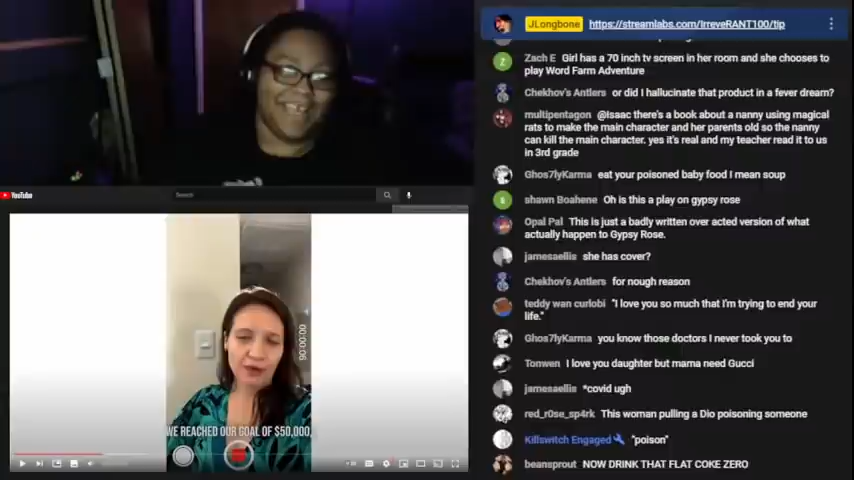 JLongbone https://streamlabs.com/IrreveRANT100/tip
Zach E Girl has a 70 inch tv screen in her room and she chooses to
play Word Farm Adventure
Chekhov's Antlers or did I hallucinate that product in a fever dream?
multipentagon @Isaac there's a book about a nanny using magical
rats to make the main character and her parents old so the nanny
can kill the main character. yes it's real and my teacher read it to us
in 3rd grade
Ghos7lyKarma eat your poisoned baby food I mean soup
shawn Boahene Oh is this a play on gypsy rose
Opal Pal This is just a badly written over acted version of what
actually happen to Gypsy Rose.
jamesaellis she has cover?
Chekhov's Antlers for nough reason
teddy wan curlobi "I love you so much that I'm trying to end your
life."
Ghos7lyKarma you know those doctors I never took you to
Tonwen I love you daughter but mama need Gucci
jamesaellis *covid ugh
red_r0se_sp4rk This woman pulling a Dio poisoning someone
Killswitch Engaged "poison"
beansprout NOW DRINK THAT FLAT COKE ZERO
YouTube
Search
00:00:06
WE REACHED OUR GOAL OF $50,000,